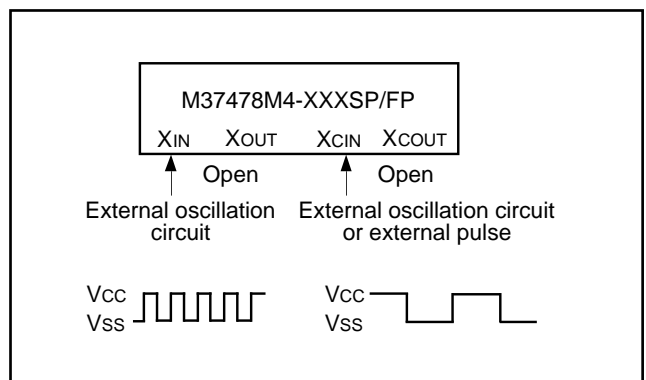 M37478M4-XXXSP/FP
XIN XOUT XCIN XCOUT
Open Open
External oscillation circuit
External oscillation circuit or external pulse
VCC
VSS
VCC
VSS